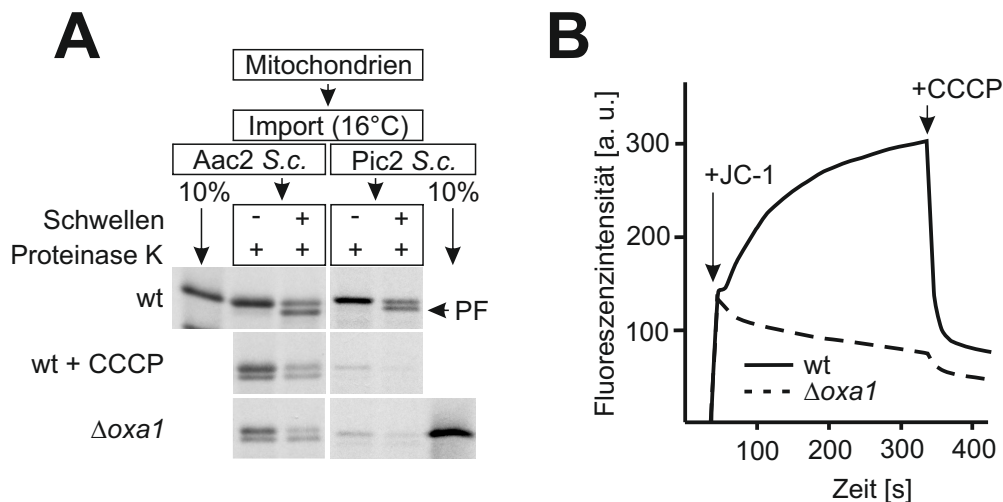 A
Mitochondrien
Import (16°C)
Aac2 S.c. Pic2 S.c.
10% 10%
Schwellen - + - +
Proteinase K + + + +
wt
PF
wt + CCCP
Δoxa1
B
Fluoreszenzintensität [a. u.]
300
200
100
+JC-1
+CCCP
wt
Δoxa1
100 200 300 400
Zeit [s]